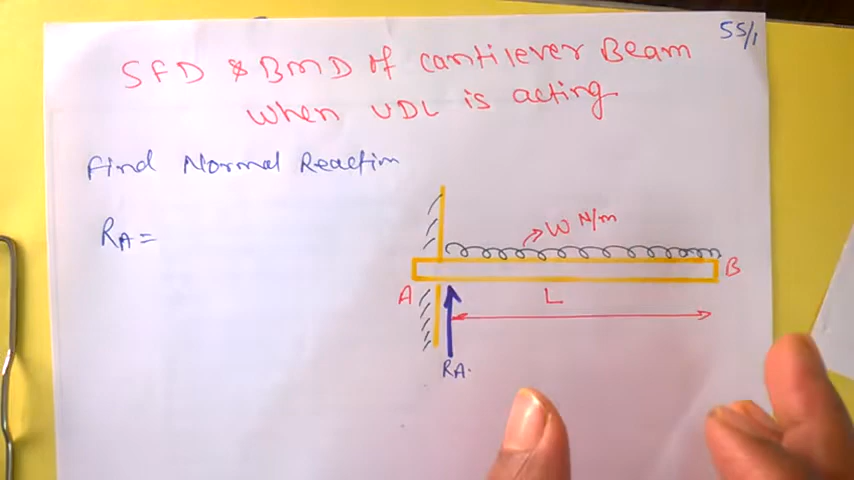 55/1
SFD & BMD of cantilever Beam
when UDL is acting
Find Normal Reaction
RA=
W N/m
A
B
L
RA.